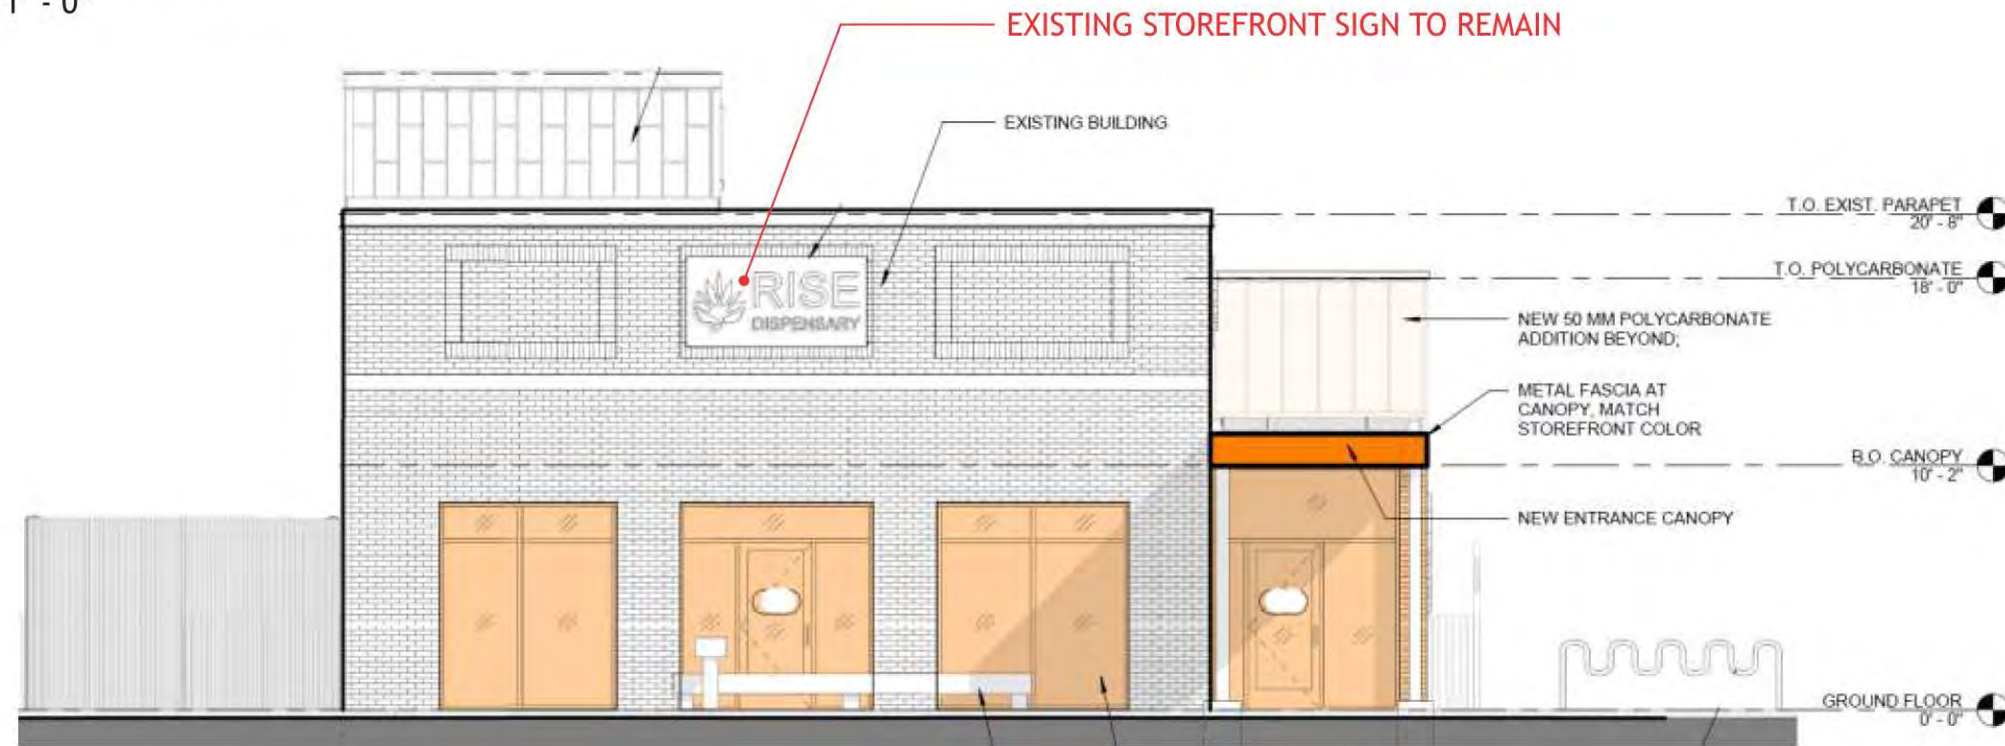 1' - 0"
EXISTING STOREFRONT SIGN TO REMAIN
EXISTING BUILDING
T.O. EXIST. PARAPET
20' - 8"
T.O. POLYCARBONATE
18' - 0"
RISE
DISPENSARY
NEW 50 MM POLYCARBONATE
ADDITION BEYOND;
METAL FASCIA AT
CANOPY, MATCH
STOREFRONT COLOR
B.O. CANOPY
10' - 2"
NEW ENTRANCE CANOPY
GROUND FLOOR
0' - 0"